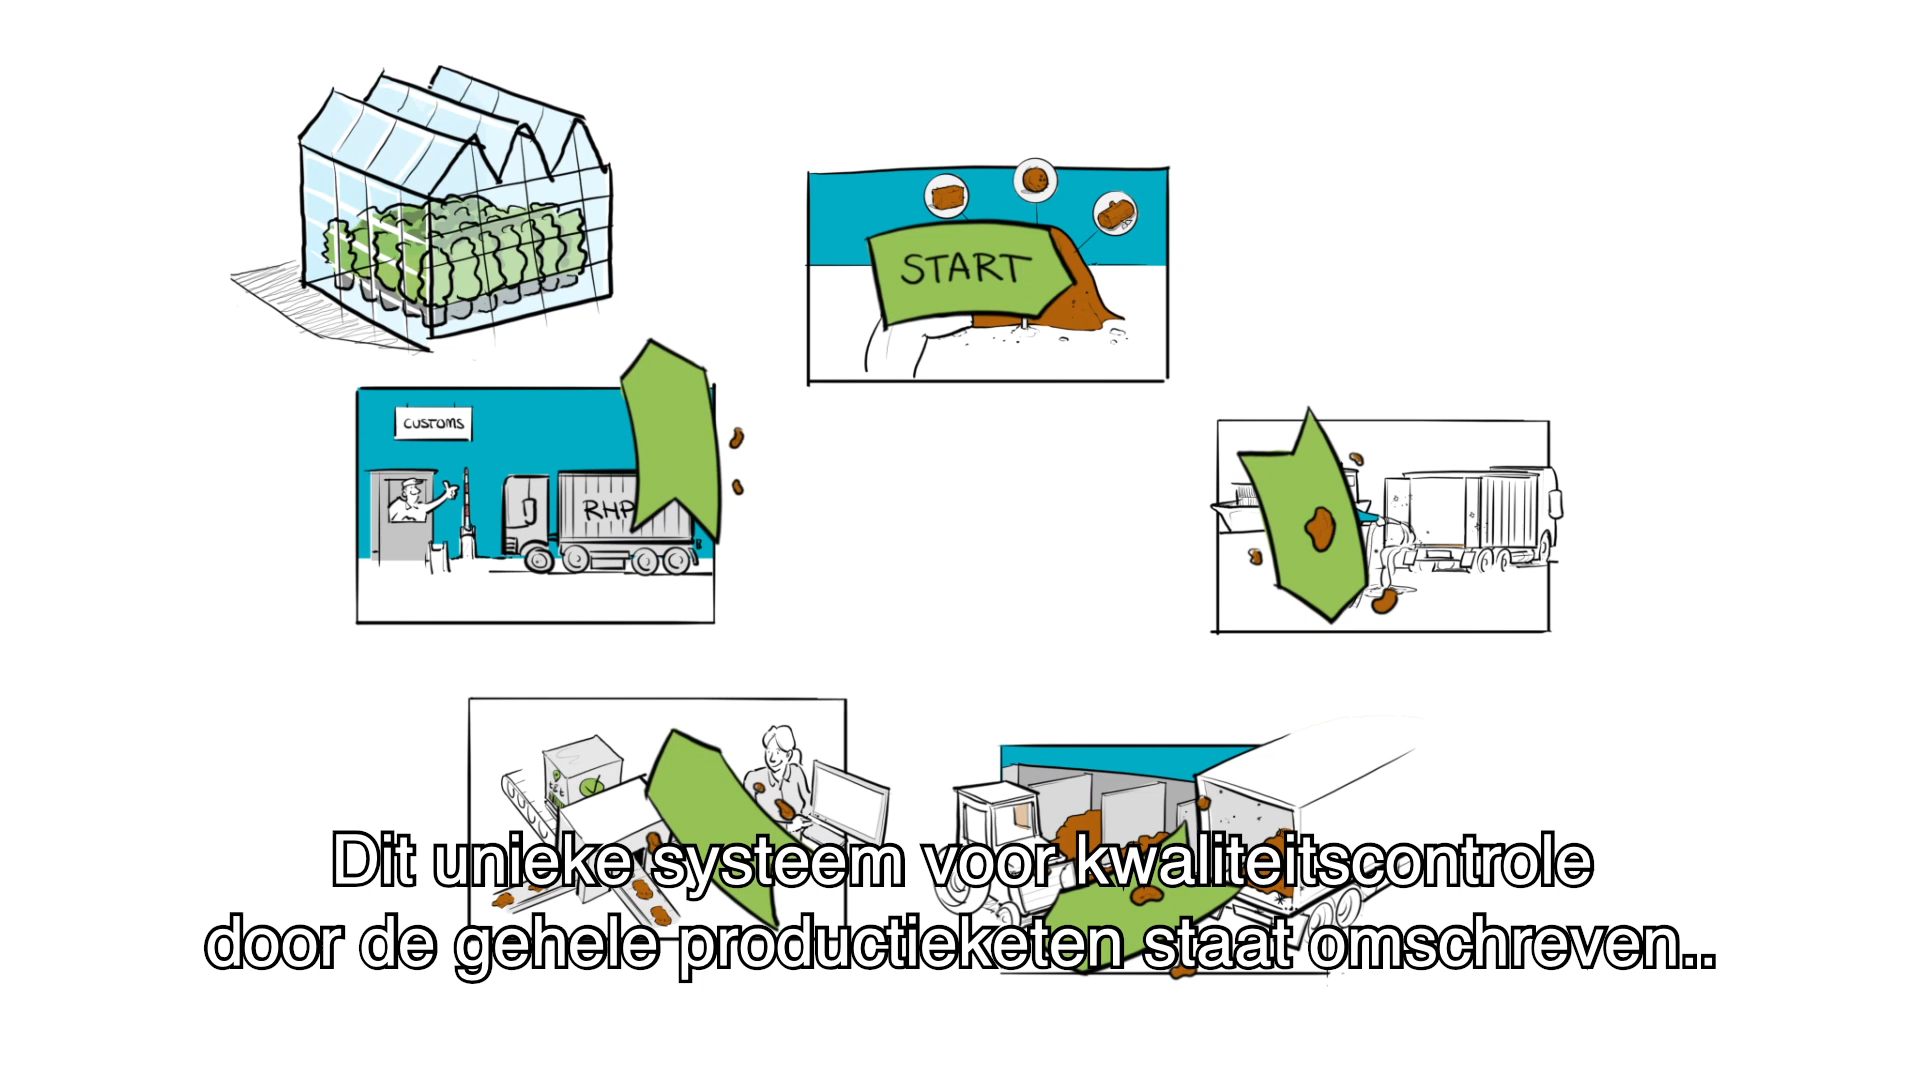 START
CUSTOMS
RHP
t&t
Dit unieke systeem voor kwaliteitscontrole
door de gehele productieketen staat omschreven..